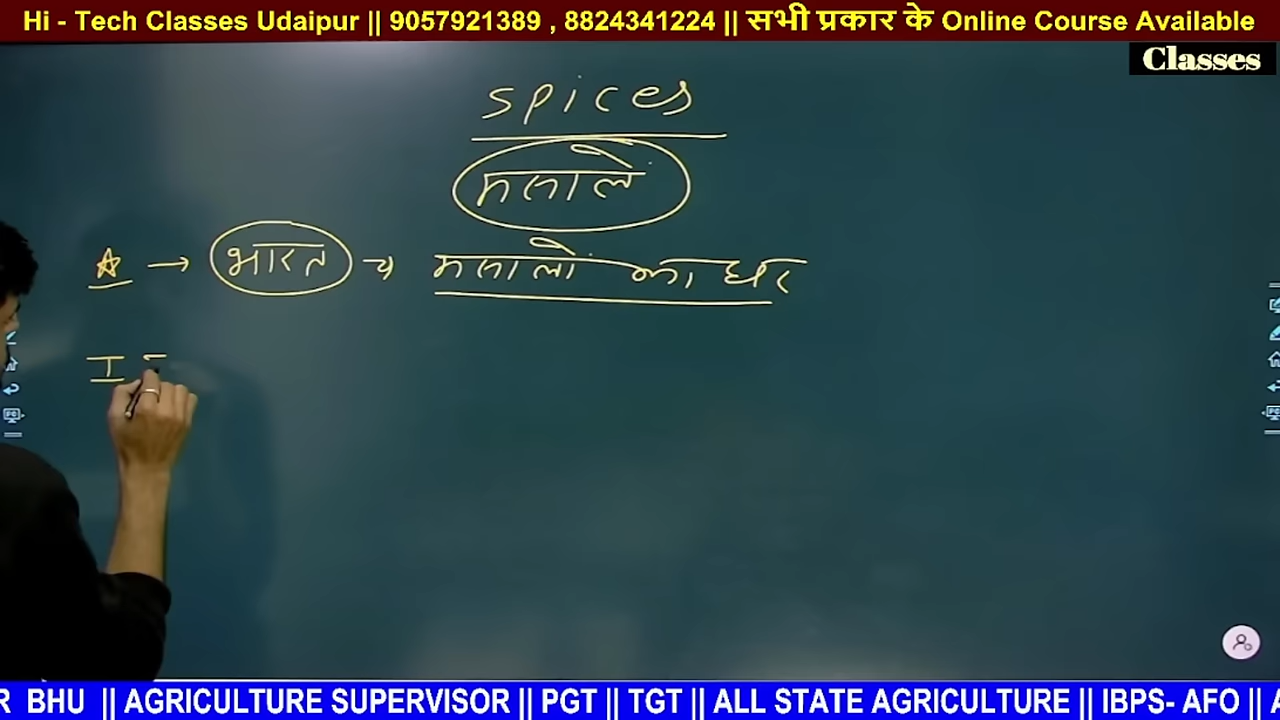 Hi - Tech Classes Udaipur || 9057921389 , 8824341224 || सभी प्रकार के Online Course Available
Classes
Spices
मसाले
→ भारत → मसालो का घर
I
R BHU || AGRICULTURE SUPERVISOR || PGT || TGT || ALL STATE AGRICULTURE || IBPS- AFO ||